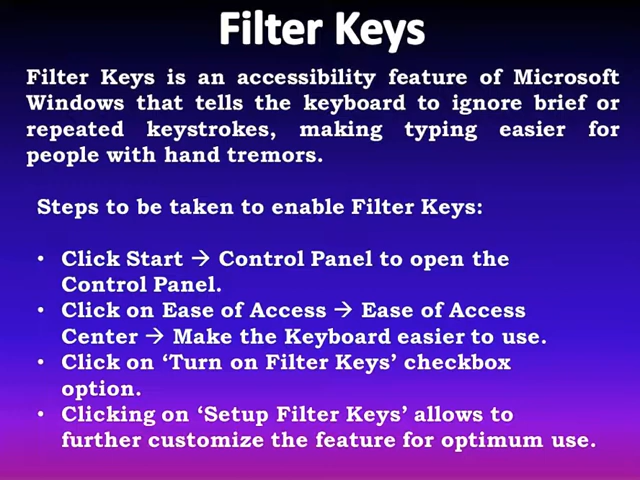 Filter Keys
Filter Keys is an accessibility feature of Microsoft
Windows that tells the keyboard to ignore brief or
repeated keystrokes, making typing easier for
people with hand tremors.
Steps to be taken to enable Filter Keys:
• Click Start → Control Panel to open the
Control Panel.
• Click on Ease of Access → Ease of Access
Center → Make the Keyboard easier to use.
• Click on ‘Turn on Filter Keys’ checkbox
option.
• Clicking on ‘Setup Filter Keys’ allows to
further customize the feature for optimum use.